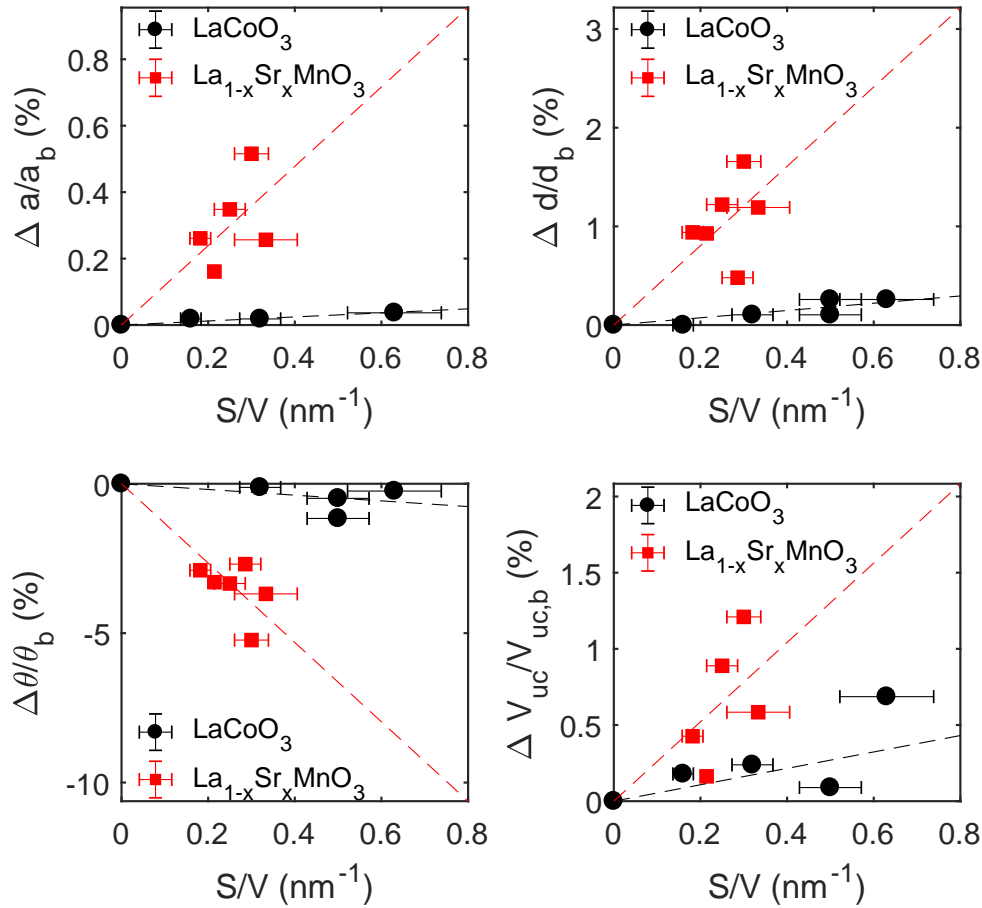 LaCoO3
La1-xSrxMnO3
0.8
0.6
0.4
0.2
0
Δ a/ab (%)
0 0.2 0.4 0.6 0.8
S/V (nm-1)
LaCoO3
La1-xSrxMnO3
3
2
1
0
Δ d/db (%)
0 0.2 0.4 0.6 0.8
S/V (nm-1)
0
-5
-10
Δθ/θb (%)
LaCoO3
La1-xSrxMnO3
0 0.2 0.4 0.6 0.8
S/V (nm-1)
LaCoO3
La1-xSrxMnO3
2
1.5
1
0.5
0
Δ Vuc/Vuc,b (%)
0 0.2 0.4 0.6 0.8
S/V (nm-1)